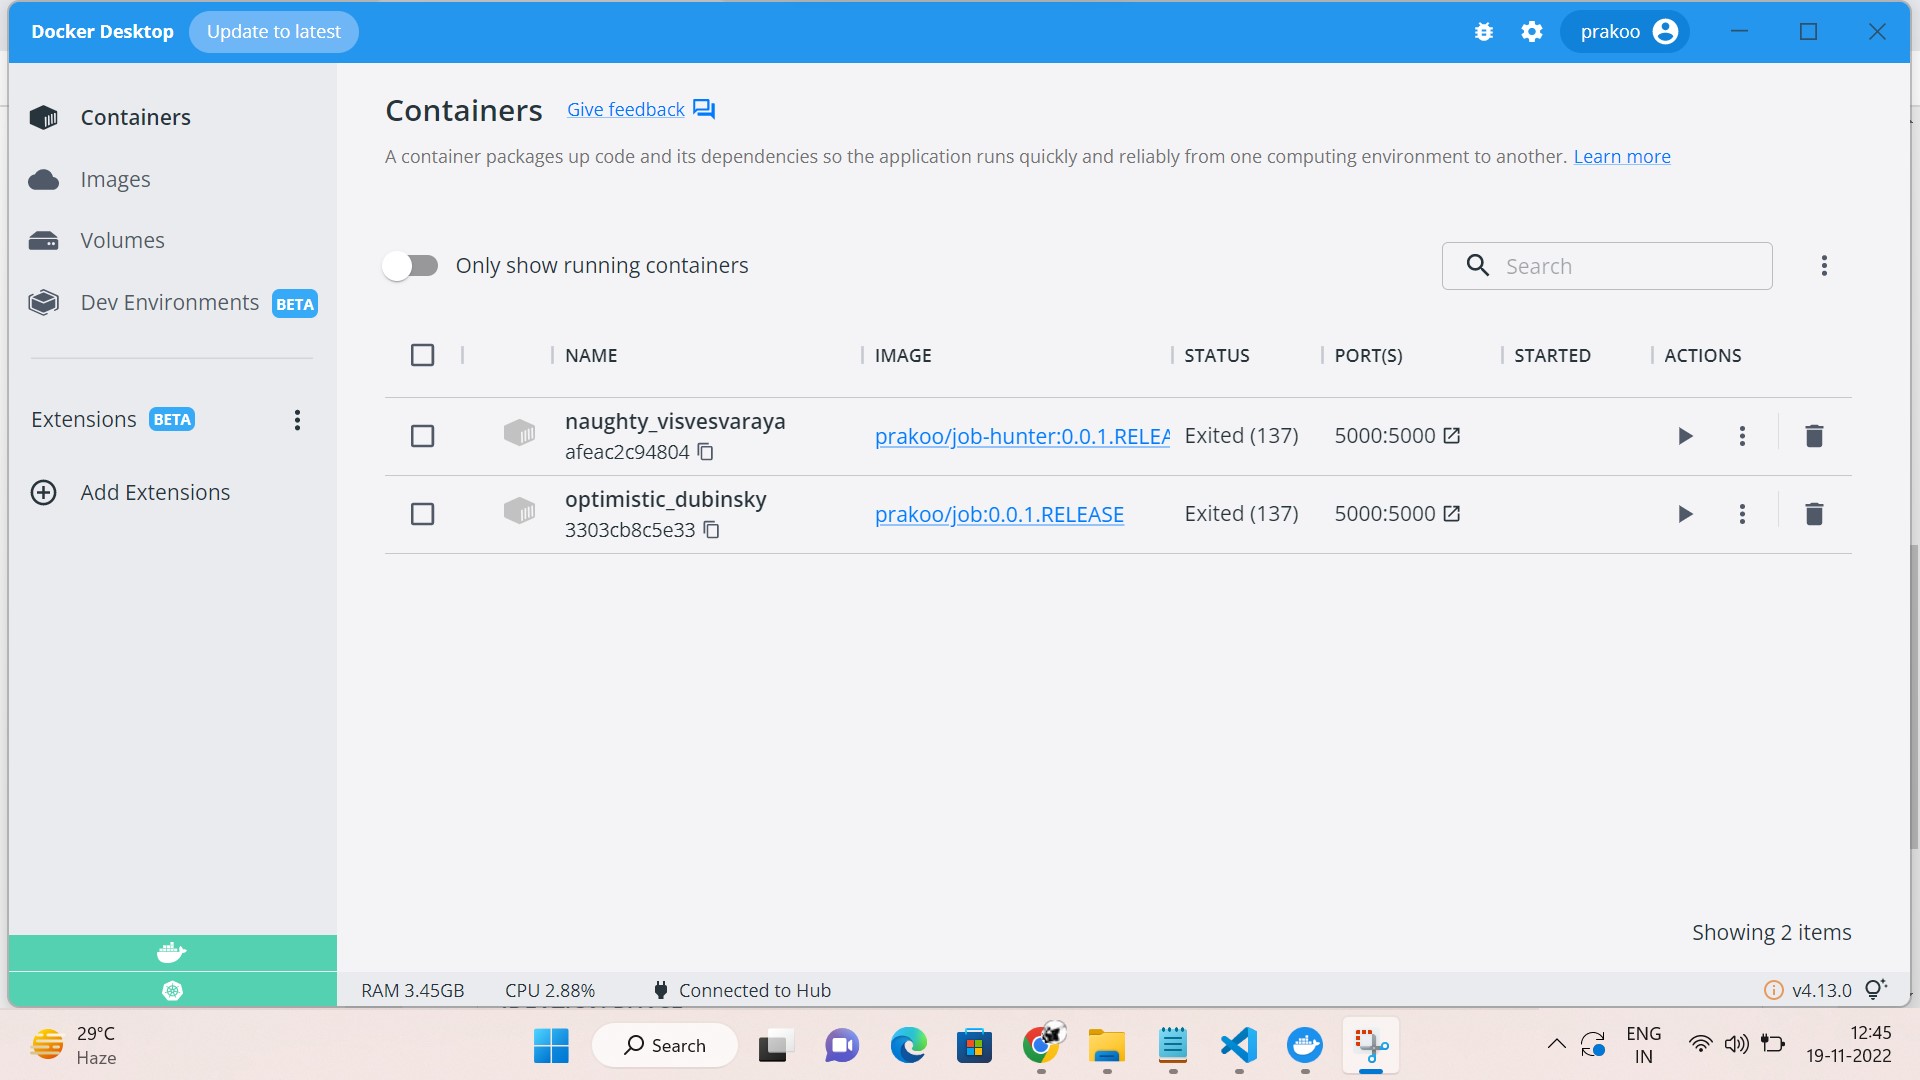 Docker Desktop Update to latest prakoo
Containers
Images
Volumes
Dev Environments BETA
Extensions BETA
Add Extensions
Containers Give feedback
A container packages up code and its dependencies so the application runs quickly and reliably from one computing environment to another. Learn more
Only show running containers Search
NAME IMAGE STATUS PORT(S) STARTED ACTIONS
naughty_visvesvaraya
afeac2c94804
prakoo/job-hunter:0.0.1.RELEA Exited (137) 5000:5000
optimistic_dubinsky
3303cb8c5e33
prakoo/job:0.0.1.RELEASE Exited (137) 5000:5000
Showing 2 items
RAM 3.45GB CPU 2.88% Connected to Hub v4.13.0
29°C
Haze
Search
ENG
IN
12:45
19-11-2022